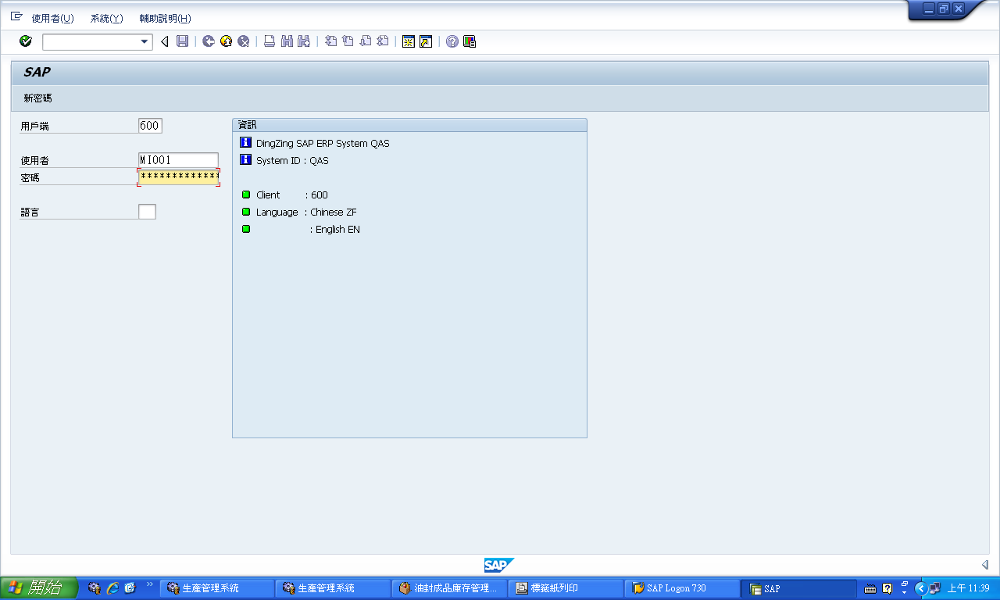 使用者(U) 系統(Y) 輔助說明(H)
SAP
新密碼
用戶端 600
使用者 MI001
密碼 *************
語言
資訊
DingZing SAP ERP System QAS
System ID : QAS
Client : 600
Language : Chinese ZF
: English EN
SAP
開始 生產管理系統 生產管理系統 油封成品庫存管理... 標籤紙列印 SAP Logon 730 SAP 上午 11:39